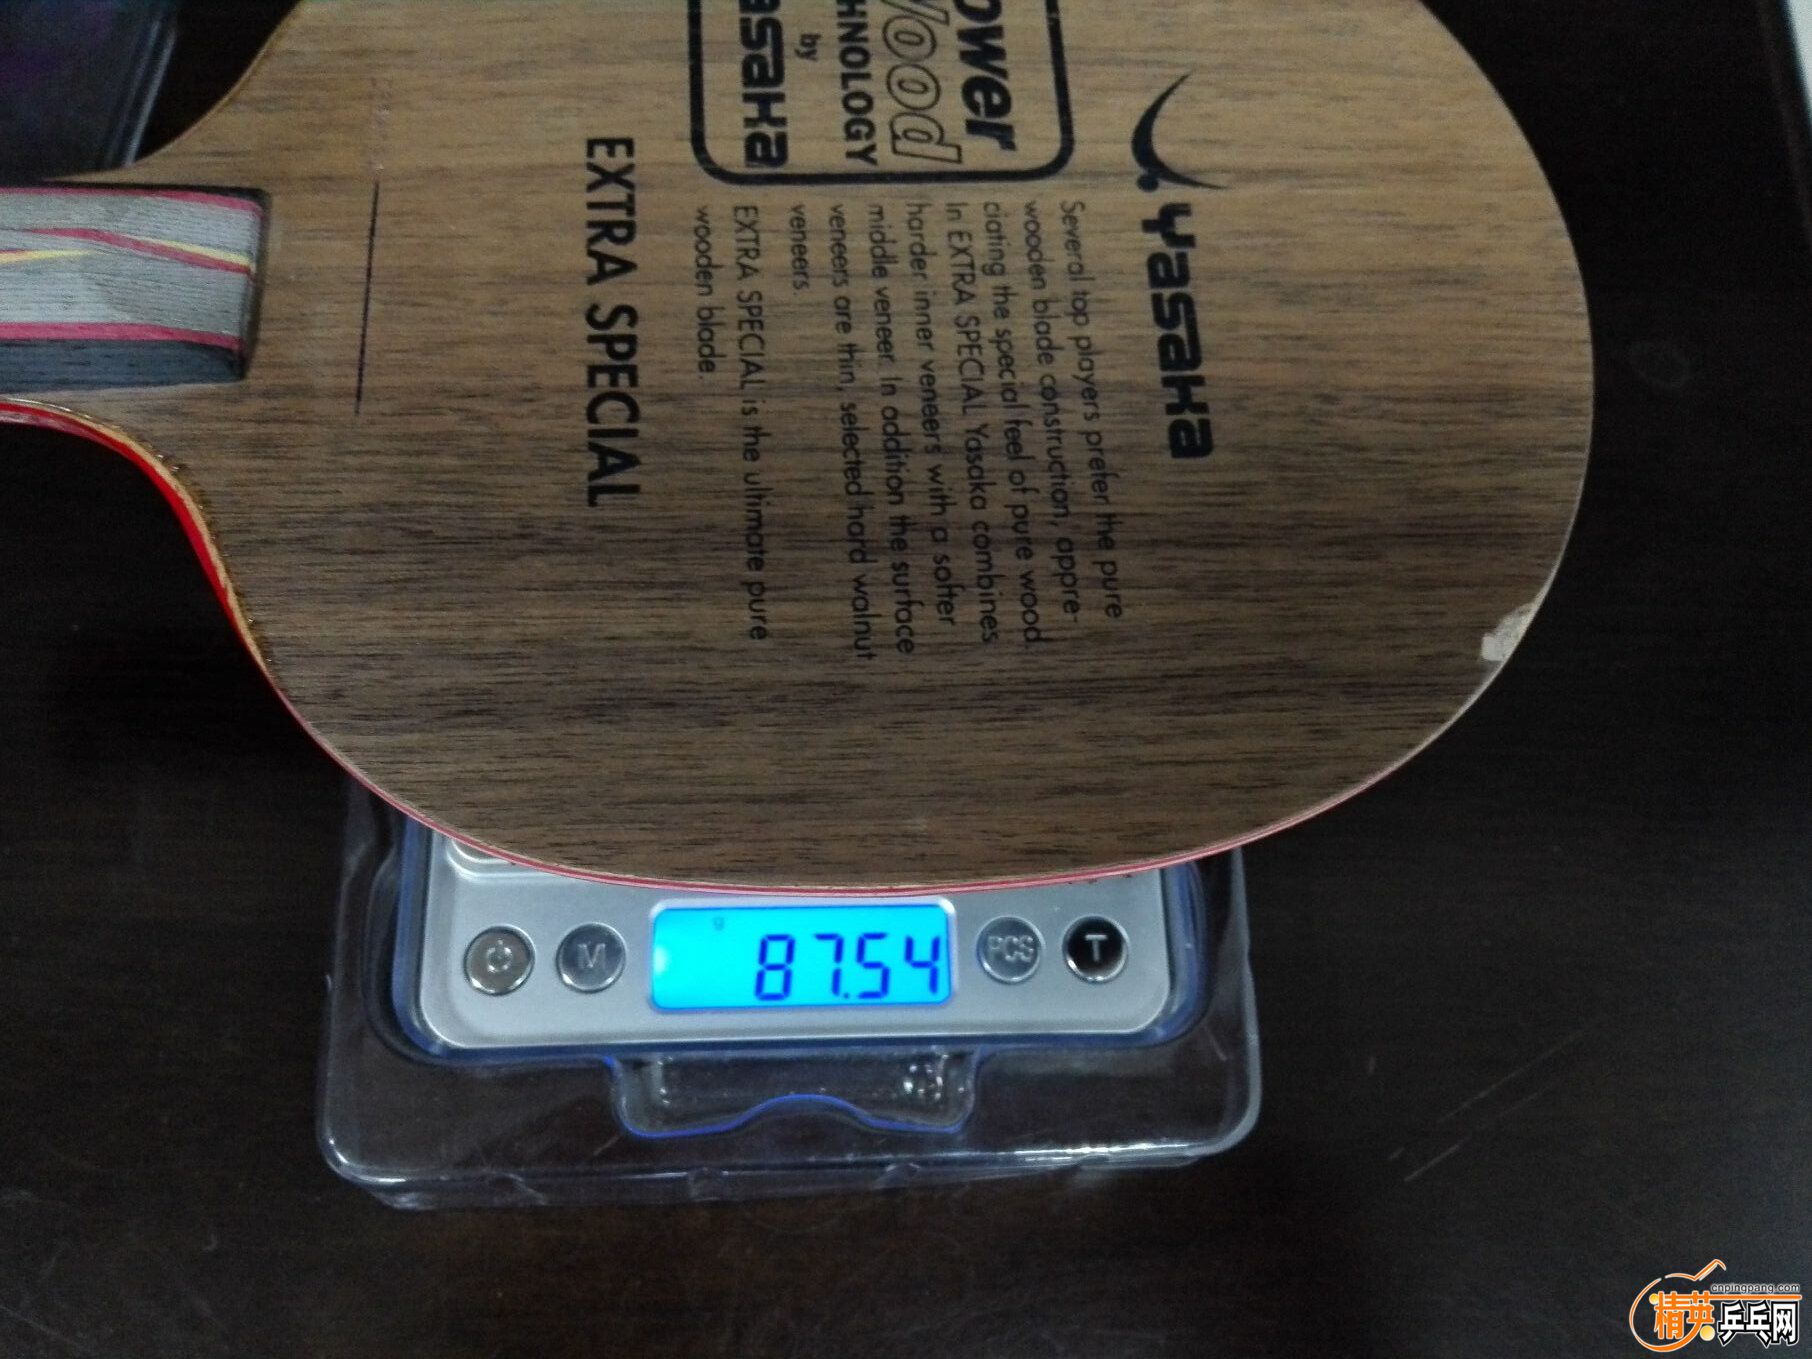 Yasaka
ower
Wood
HNOLOGY
by
asaka
Several top players prefer the pure
wooden blade construction, appre-
ciating the special feel of pure wood.
In EXTRA SPECIAL Yasaka combines
harder inner veneers with a softer
middle veneer. In addition the surface
veneers are thin, selected hard walnut
veneers.
EXTRA SPECIAL is the ultimate pure
wooden blade.
EXTRA SPECIAL
M
g
87.54
PCS
T
cnpingpang.com
精英乒乓网